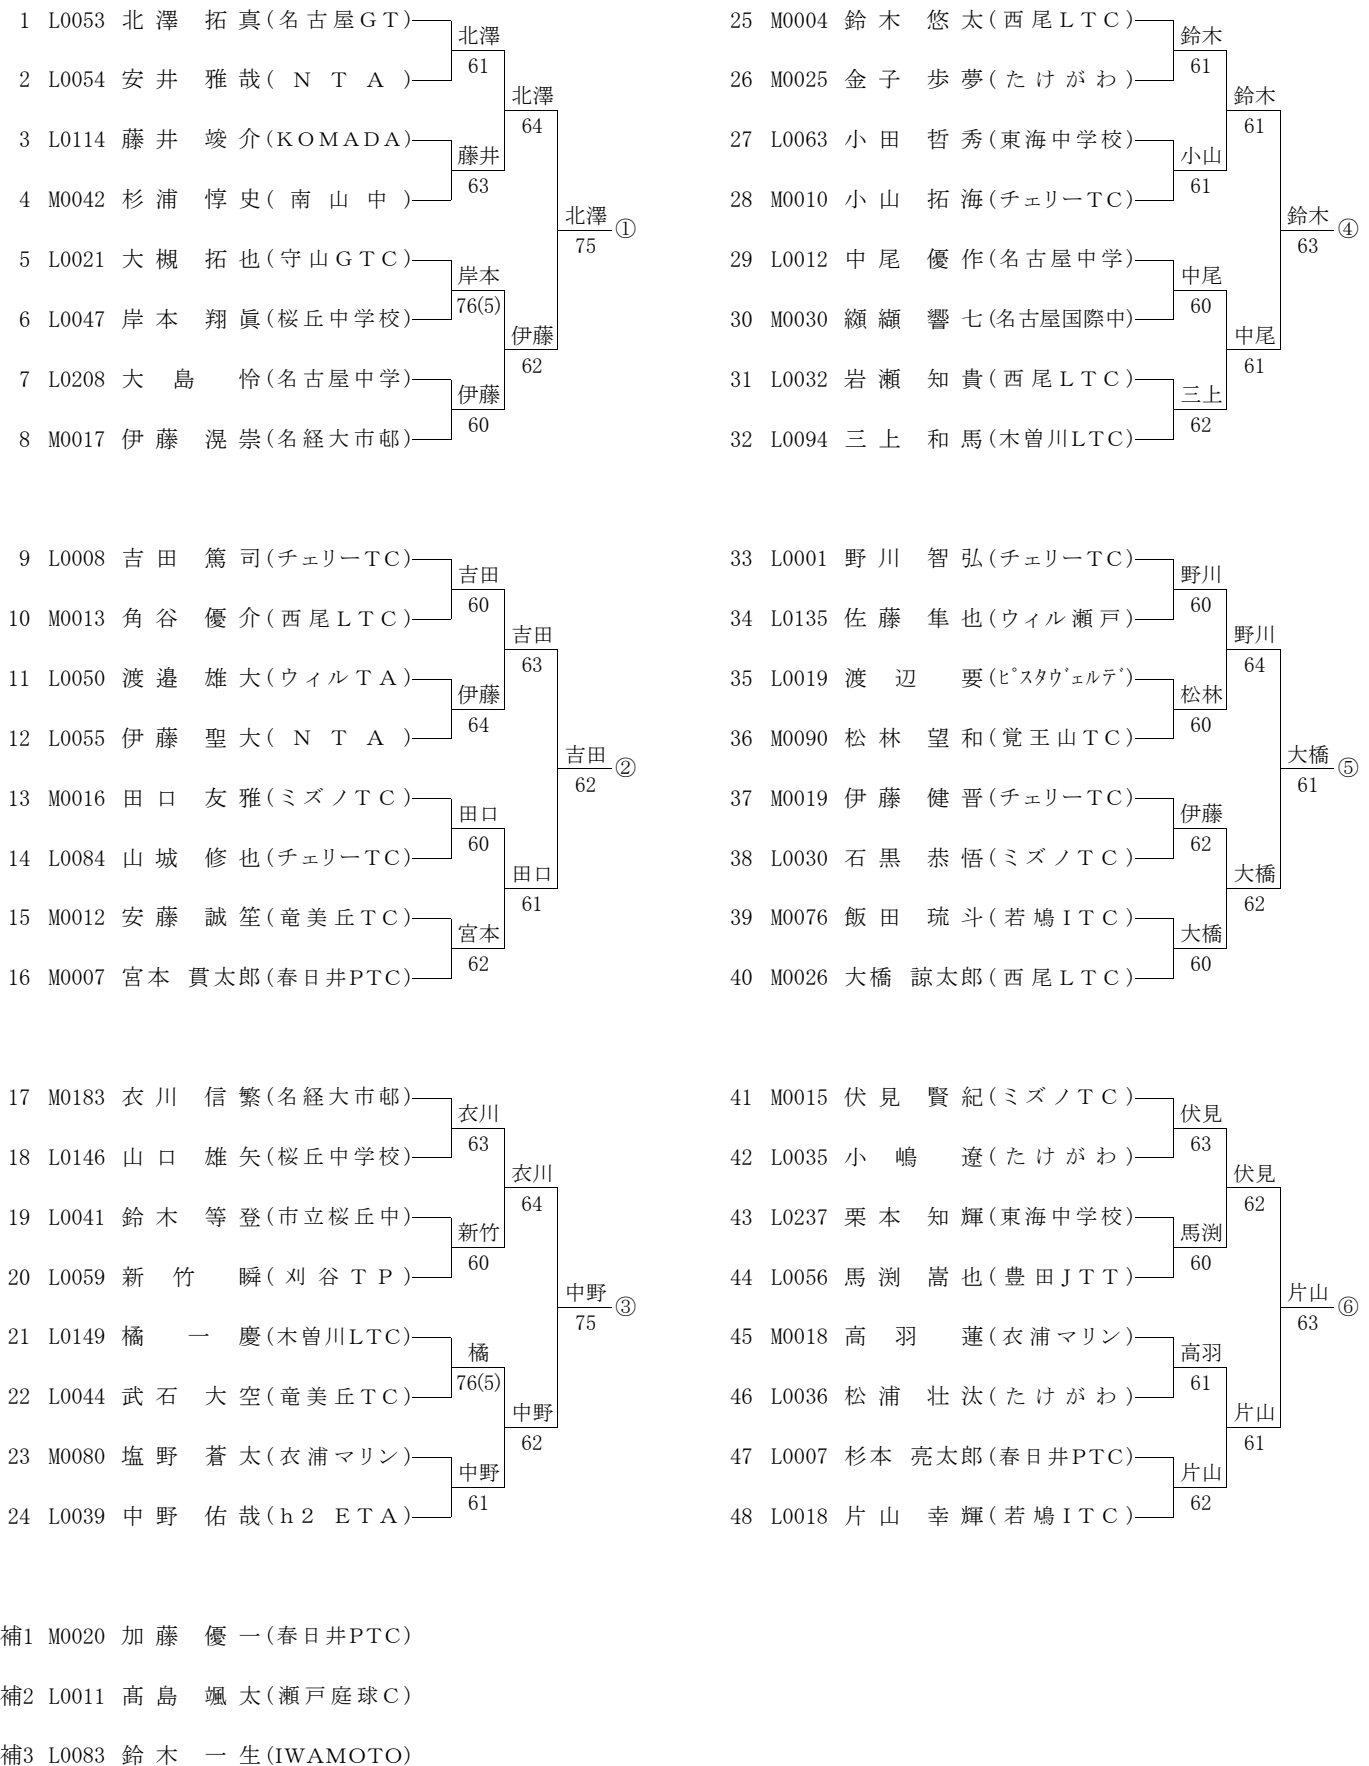 1 L0053 北澤 拓真(名古屋GT)
北澤
61
2 L0054 安井 雅哉(NTA)
北澤
64
3 L0114 藤井 竣介(KOMADA)
藤井
63
4 M0042 杉浦 惇史(南山中)
北澤 ①
75
5 L0021 大槻 拓也(守山GTC)
岸本
76(5)
6 L0047 岸本 翔眞(桜丘中学校)
伊藤
62
7 L0208 大島 怜(名古屋中学)
伊藤
60
8 M0017 伊藤 滉崇(名経大市邨)
9 L0008 吉田 篤司(チェリーTC)
吉田
60
10 M0013 角谷 優介(西尾LTC)
吉田
63
11 L0050 渡邉 雄大(ウィルTA)
伊藤
64
12 L0055 伊藤 聖大(NTA)
吉田 ②
62
13 M0016 田口 友雅(ミズノTC)
田口
60
14 L0084 山城 修也(チェリーTC)
田口
61
15 M0012 安藤 誠笙(竜美丘TC)
宮本
62
16 M0007 宮本 貫太郎(春日井PTC)
17 M0183 衣川 信繁(名経大市邨)
衣川
63
18 L0146 山口 雄矢(桜丘中学校)
衣川
64
19 L0041 鈴木 等登(市立桜丘中)
新竹
60
20 L0059 新竹 瞬(刈谷TP)
中野 ③
75
21 L0149 橘 一慶(木曽川LTC)
橘
76(5)
22 L0044 武石 大空(竜美丘TC)
中野
62
23 M0080 塩野 蒼太(衣浦マリン)
中野
61
24 L0039 中野 佑哉(h2 ETA)
補1 M0020 加藤 優一(春日井PTC)
補2 L0011 髙島 颯太(瀬戸庭球C)
補3 L0083 鈴木 一生(IWAMOTO)
25 M0004 鈴木 悠太(西尾LTC)
鈴木
61
26 M0025 金子 歩夢(たけがわ)
鈴木
61
27 L0063 小田 哲秀(東海中学校)
小山
61
28 M0010 小山 拓海(チェリーTC)
鈴木 ④
63
29 L0012 中尾 優作(名古屋中学)
中尾
60
30 M0030 纐纈 響七(名古屋国際中)
中尾
61
31 L0032 岩瀬 知貴(西尾LTC)
三上
62
32 L0094 三上 和馬(木曽川LTC)
33 L0001 野川 智弘(チェリーTC)
野川
60
34 L0135 佐藤 隼也(ウィル瀬戸)
野川
64
35 L0019 渡辺 要(ピスタヴェルデ)
松林
60
36 M0090 松林 望和(覚王山TC)
大橋 ⑤
61
37 M0019 伊藤 健晋(チェリーTC)
伊藤
62
38 L0030 石黒 恭悟(ミズノTC)
大橋
62
39 M0076 飯田 琉斗(若鳩ITC)
大橋
60
40 M0026 大橋 諒太郎(西尾LTC)
41 M0015 伏見 賢紀(ミズノTC)
伏見
63
42 L0035 小嶋 遼(たけがわ)
伏見
62
43 L0237 栗本 知輝(東海中学校)
馬渕
60
44 L0056 馬渕 嵩也(豊田JTT)
片山 ⑥
63
45 M0018 高羽 蓮(衣浦マリン)
高羽
61
46 L0036 松浦 壮汰(たけがわ)
片山
61
47 L0007 杉本 亮太郎(春日井PTC)
片山
62
48 L0018 片山 幸輝(若鳩ITC)